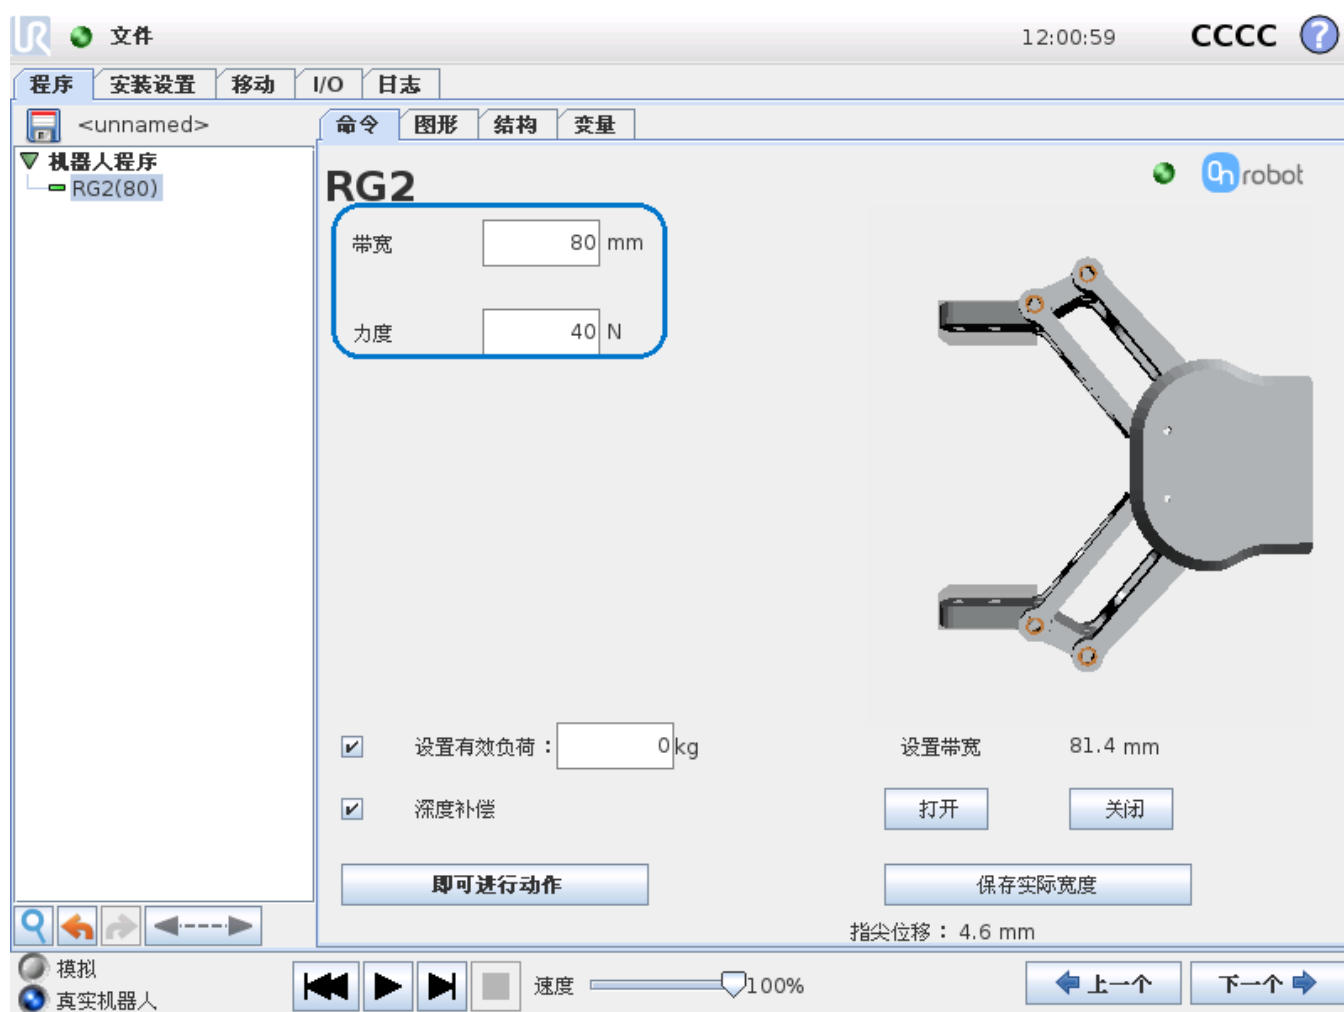 文件 12:00:59 CCCC ?
程序 安装设置 移动 I/O 日志
<unnamed> 命令 图形 结构 变量
机器人程序
RG2(80)
RG2
On robot
带宽 80 mm
力度 40 N
设置有效负荷： 0 kg 设置带宽 81.4 mm
深度补偿 打开 关闭
即可进行动作 保存实际宽度
指尖位移： 4.6 mm
模拟
真实机器人
速度 100% 上一个 下一个